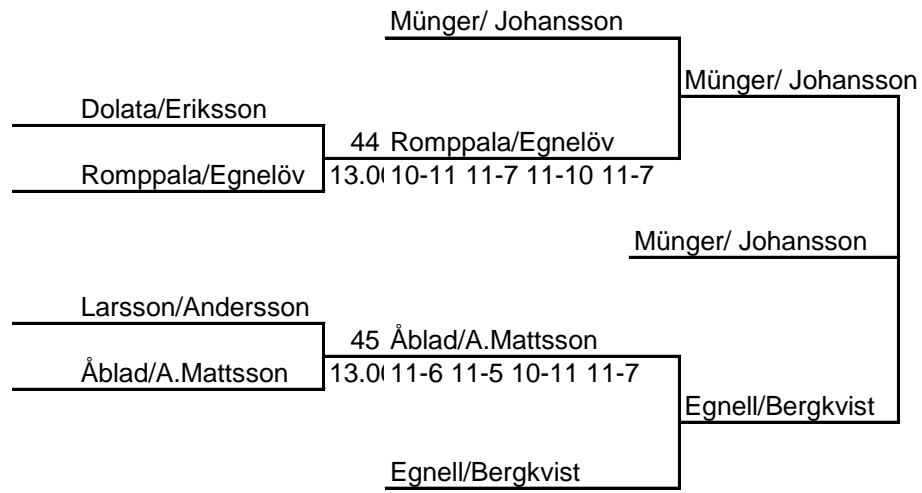 Münger/ Johansson
Münger/ Johansson
Dolata/Eriksson
44 Romppala/Egnelöv
Romppala/Egnelöv 13.00 10-11 11-7 11-10 11-7
Münger/ Johansson
Larsson/Andersson
45 Åblad/A.Mattsson
Åblad/A.Mattsson 13.00 11-6 11-5 10-11 11-7
Egnell/Bergkvist
Egnell/Bergkvist